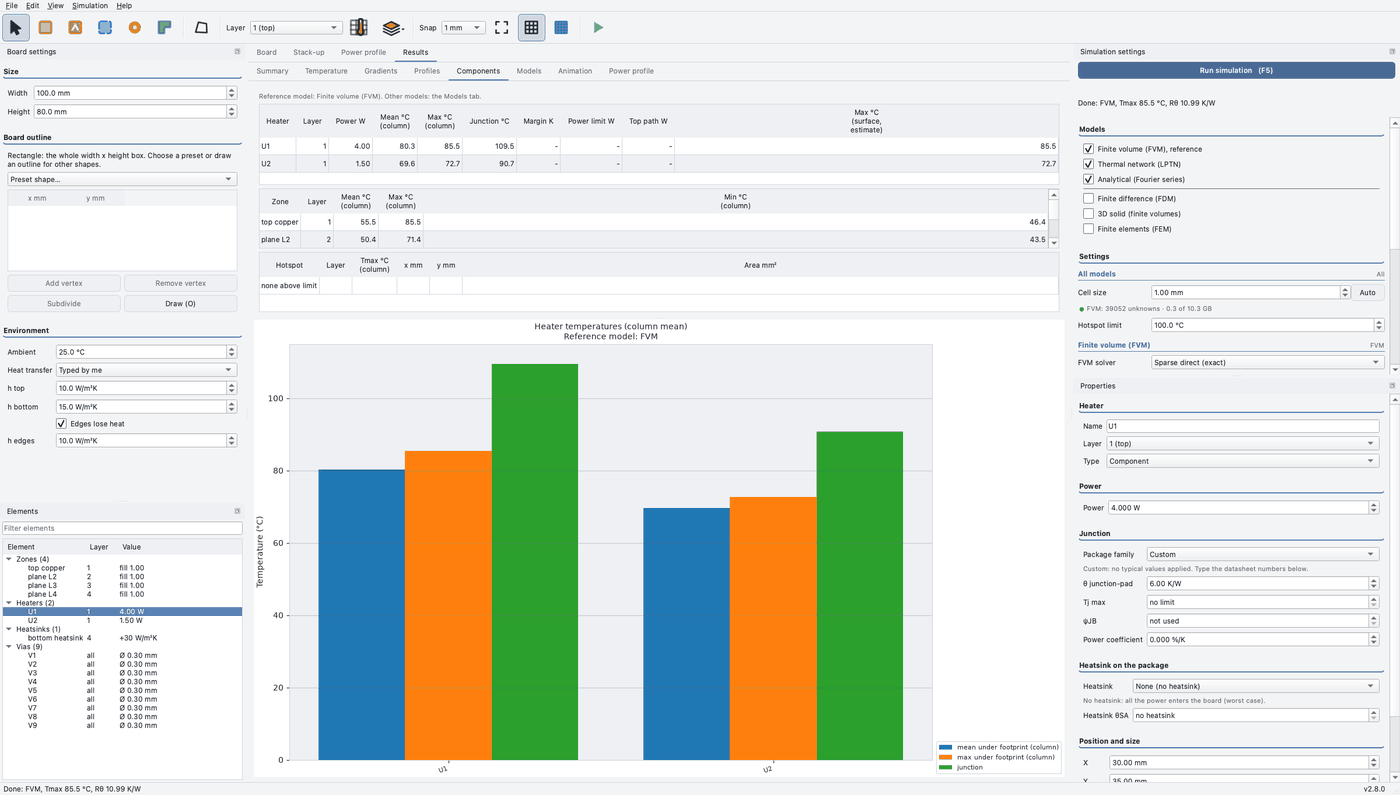 File Edit View Simulation Help
Layer 1 (top) Snap 1 mm
Board settings
Size
Width 100.0 mm
Height 80.0 mm
Board outline
Rectangle: the whole width x height box. Choose a preset or draw
an outline for other shapes.
Preset shape...
x mm y mm
Add vertex Remove vertex
Subdivide Draw (O)
Environment
Ambient 25.0 °C
Heat transfer Typed by me
h top 10.0 W/m²K
h bottom 15.0 W/m²K
Edges lose heat
h edges 10.0 W/m²K
Elements
Filter elements
Element Layer Value
Zones (4)
top copper 1 fill 1.00
plane L2 2 fill 1.00
plane L3 3 fill 1.00
plane L4 4 fill 1.00
Heaters (2)
U1 1 4.00 W
U2 1 1.50 W
Heatsinks (1)
bottom heatsink 4 +30 W/m²K
Vias (9)
V1 all Ø 0.30 mm
V2 all Ø 0.30 mm
V3 all Ø 0.30 mm
V4 all Ø 0.30 mm
V5 all Ø 0.30 mm
V6 all Ø 0.30 mm
V7 all Ø 0.30 mm
V8 all Ø 0.30 mm
V9 all Ø 0.30 mm
Board Stack-up Power profile Results
Summary Temperature Gradients Profiles Components Models Animation Power profile
Reference model: Finite volume (FVM). Other models: the Models tab.
Heater Layer Power W Mean °C (column) Max °C (column) Junction °C Margin K Power limit W Top path W Max °C (surface, estimate)
U1 1 4.00 80.3 85.5 109.5 - - - 85.5
U2 1 1.50 69.6 72.7 90.7 - - - 72.7
Zone Layer Mean °C (column) Max °C (column) Min °C (column)
top copper 1 55.5 85.5 46.4
plane L2 2 50.4 71.4 43.5
Hotspot Layer Tmax °C (column) x mm y mm Area mm²
none above limit
Heater temperatures (column mean)
Reference model: FVM
Temperature (°C)
100
80
60
40
20
0
U1 U2
mean under footprint (column)
max under footprint (column)
junction
Simulation settings
Run simulation (F5)
Done: FVM, Tmax 85.5 °C, Rθ 10.99 K/W
Models
Finite volume (FVM), reference
Thermal network (LPTN)
Analytical (Fourier series)
Finite difference (FDM)
3D solid (finite volumes)
Finite elements (FEM)
Settings
All models All
Cell size 1.00 mm Auto
FVM: 39052 unknowns · 0.3 of 10.3 GB
Hotspot limit 100.0 °C
Finite volume (FVM) FVM
FVM solver Sparse direct (exact)
Properties
Heater
Name U1
Layer 1 (top)
Type Component
Power
Power 4.000 W
Junction
Package family Custom
Custom: no typical values applied. Type the datasheet numbers below.
θ junction-pad 6.00 K/W
Tj max no limit
ψJB not used
Power coefficient 0.000 %/K
Heatsink on the package
Heatsink None (no heatsink)
No heatsink: all the power enters the board (worst case).
Heatsink θSA no heatsink
Position and size
X 30.00 mm
Y 35.00 mm
Done: FVM, Tmax 85.5 °C, Rθ 10.99 K/W v2.8.0